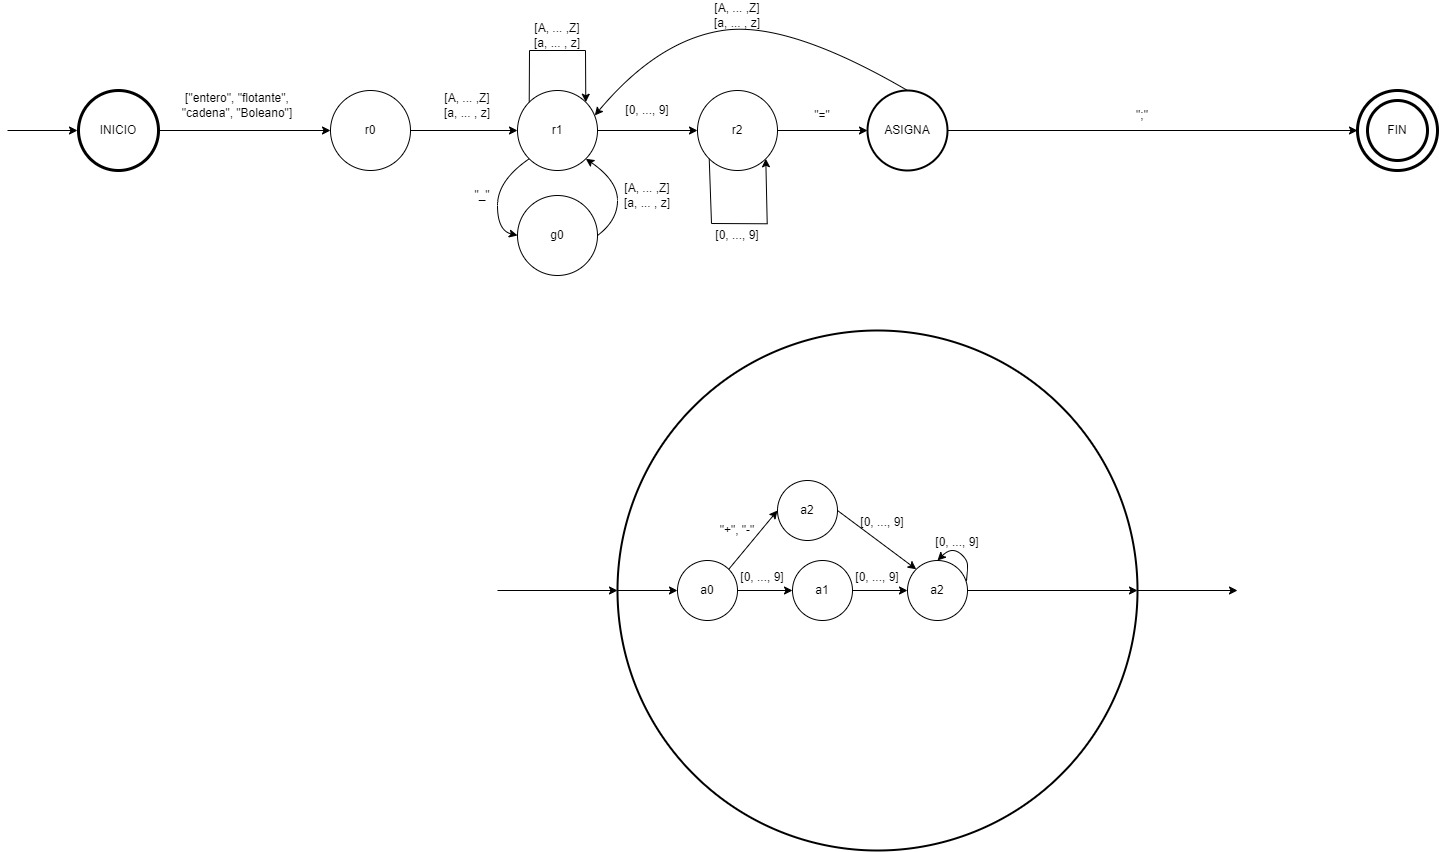 [A, ... ,Z]
[a, ... , z]
[A, ... ,Z]
[a, ... , z]
["entero", "flotante",
"cadena", "Boleano"]
[A, ... ,Z]
[a, ... , z]
[0, ..., 9]
"="
";"
INICIO
r0
r1
r2
ASIGNA
FIN
"_"
[A, ... ,Z]
[a, ... , z]
g0
[0, ..., 9]
a2
"+", "-"
[0, ..., 9]
[0, ..., 9]
[0, ..., 9]
[0, ..., 9]
a0
a1
a2